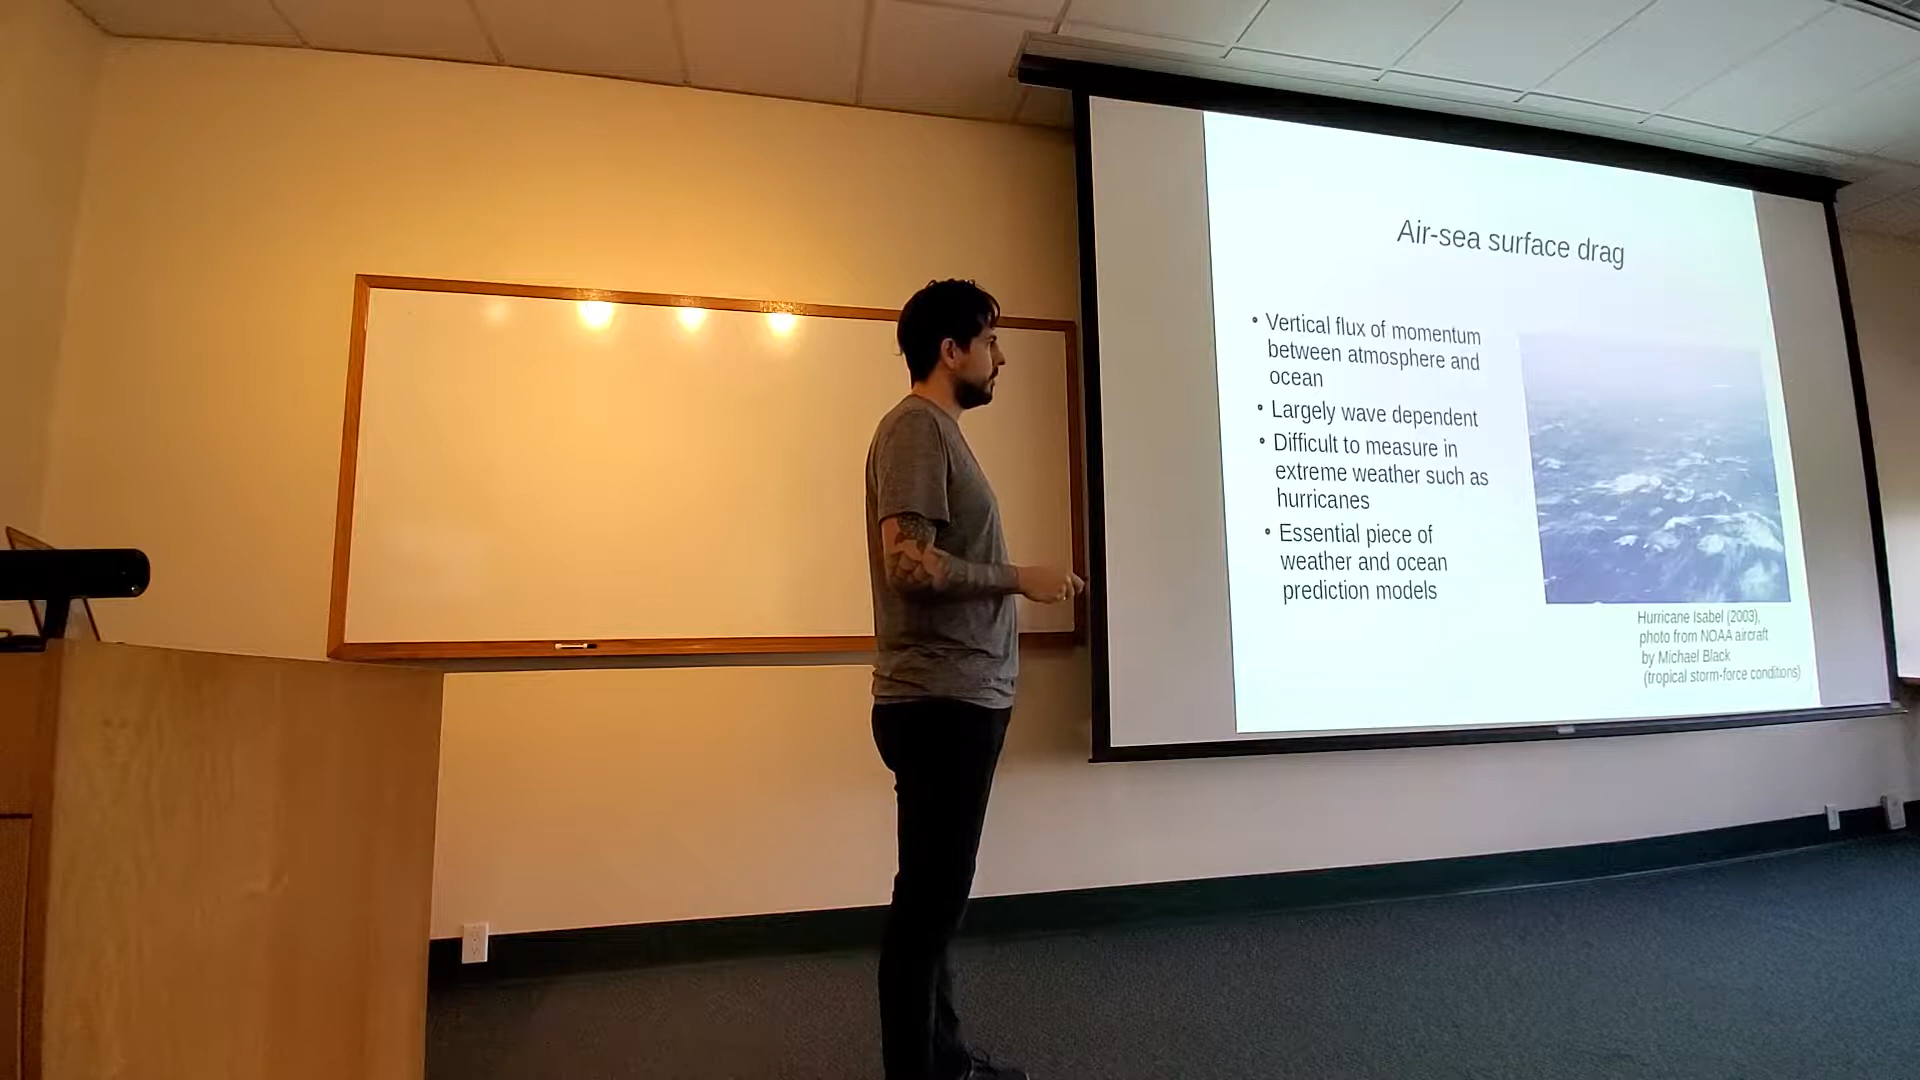 Air-sea surface drag
• Vertical flux of momentum
between atmosphere and
ocean
• Largely wave dependent
• Difficult to measure in
extreme weather such as
hurricanes
• Essential piece of
weather and ocean
prediction models
Hurricane Isabel (2003),
photo from NOAA aircraft
by Michael Black
(tropical storm-force conditions)